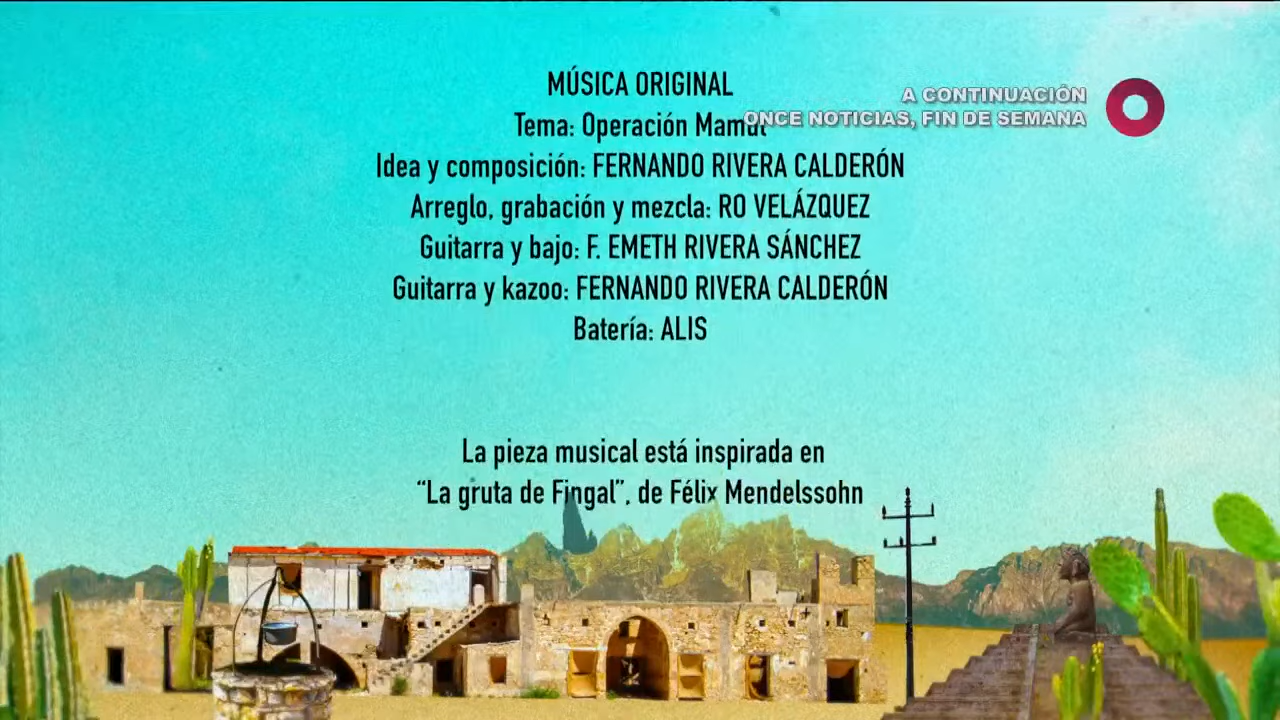 MÚSICA ORIGINAL
A CONTINUACIÓN
Tema: Operación Mamut
ONCE NOTICIAS, FIN DE SEMANA
Idea y composición: FERNANDO RIVERA CALDERÓN
Arreglo, grabación y mezcla: RO VELÁZQUEZ
Guitarra y bajo: F. EMETH RIVERA SÁNCHEZ
Guitarra y kazoo: FERNANDO RIVERA CALDERÓN
Batería: ALIS
La pieza musical está inspirada en
“La gruta de Fingal”, de Félix Mendelssohn